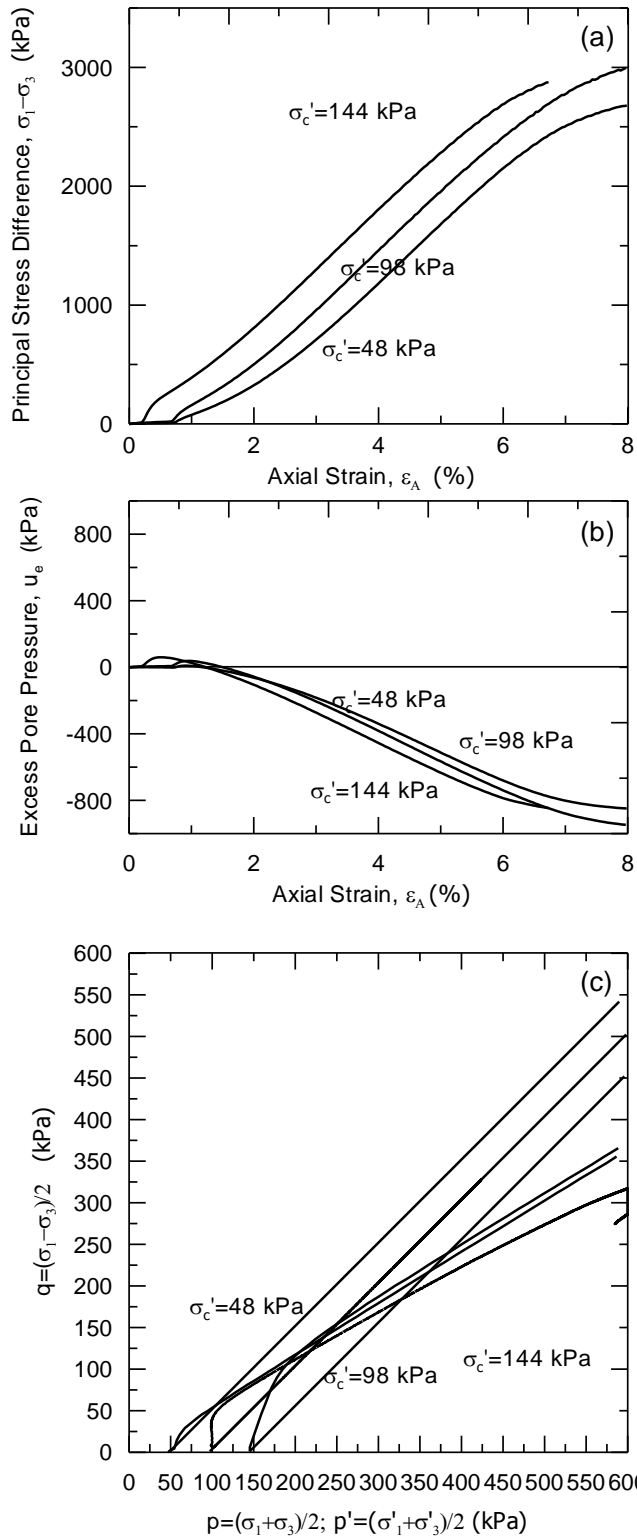 (a)
Principal Stress Difference, σ₁−σ₃ (kPa)
3000
2000
1000
0
σc'=144 kPa
σc'=98 kPa
σc'=48 kPa
0 2 4 6 8
Axial Strain, εA (%)
(b)
Excess Pore Pressure, ue (kPa)
800
400
0
-400
-800
σc'=48 kPa
σc'=98 kPa
σc'=144 kPa
0 2 4 6 8
Axial Strain, εA (%)
(c)
q=(σ₁−σ₃)/2 (kPa)
600
550
500
450
400
350
300
250
200
150
100
50
0
σc'=48 kPa
σc'=98 kPa
σc'=144 kPa
0 50 100 150 200 250 300 350 400 450 500 550 600
p=(σ₁+σ₃)/2; p'=(σ'₁+σ'₃)/2 (kPa)